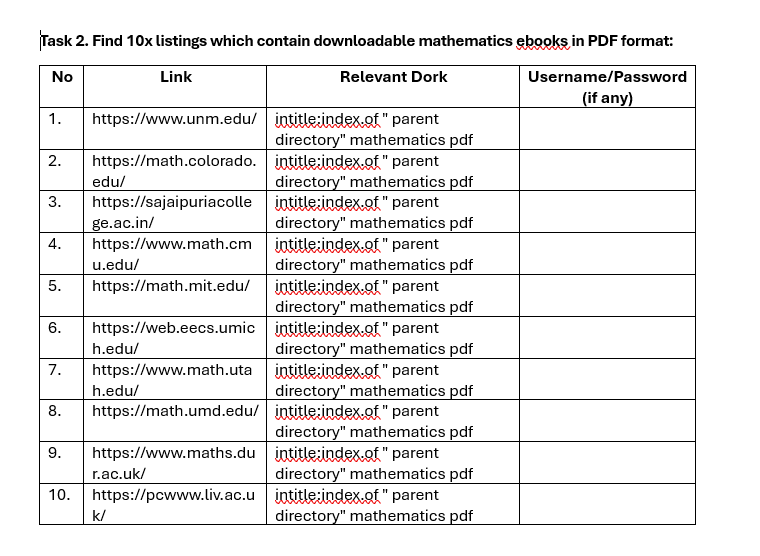 Task 2. Find 10x listings which contain downloadable mathematics ebooks in PDF format:
No Link Relevant Dork Username/Password
(if any)
1. https://www.unm.edu/ intitle:index.of " parent
directory" mathematics pdf
2. https://math.colorado. intitle:index.of " parent
edu/ directory" mathematics pdf
3. https://sajaipuriacolle intitle:index.of " parent
ge.ac.in/ directory" mathematics pdf
4. https://www.math.cm intitle:index.of " parent
u.edu/ directory" mathematics pdf
5. https://math.mit.edu/ intitle:index.of " parent
directory" mathematics pdf
6. https://web.eecs.umic intitle:index.of " parent
h.edu/ directory" mathematics pdf
7. https://www.math.uta intitle:index.of " parent
h.edu/ directory" mathematics pdf
8. https://math.umd.edu/ intitle:index.of " parent
directory" mathematics pdf
9. https://www.maths.du intitle:index.of " parent
r.ac.uk/ directory" mathematics pdf
10. https://pcwww.liv.ac.u intitle:index.of " parent
k/ directory" mathematics pdf